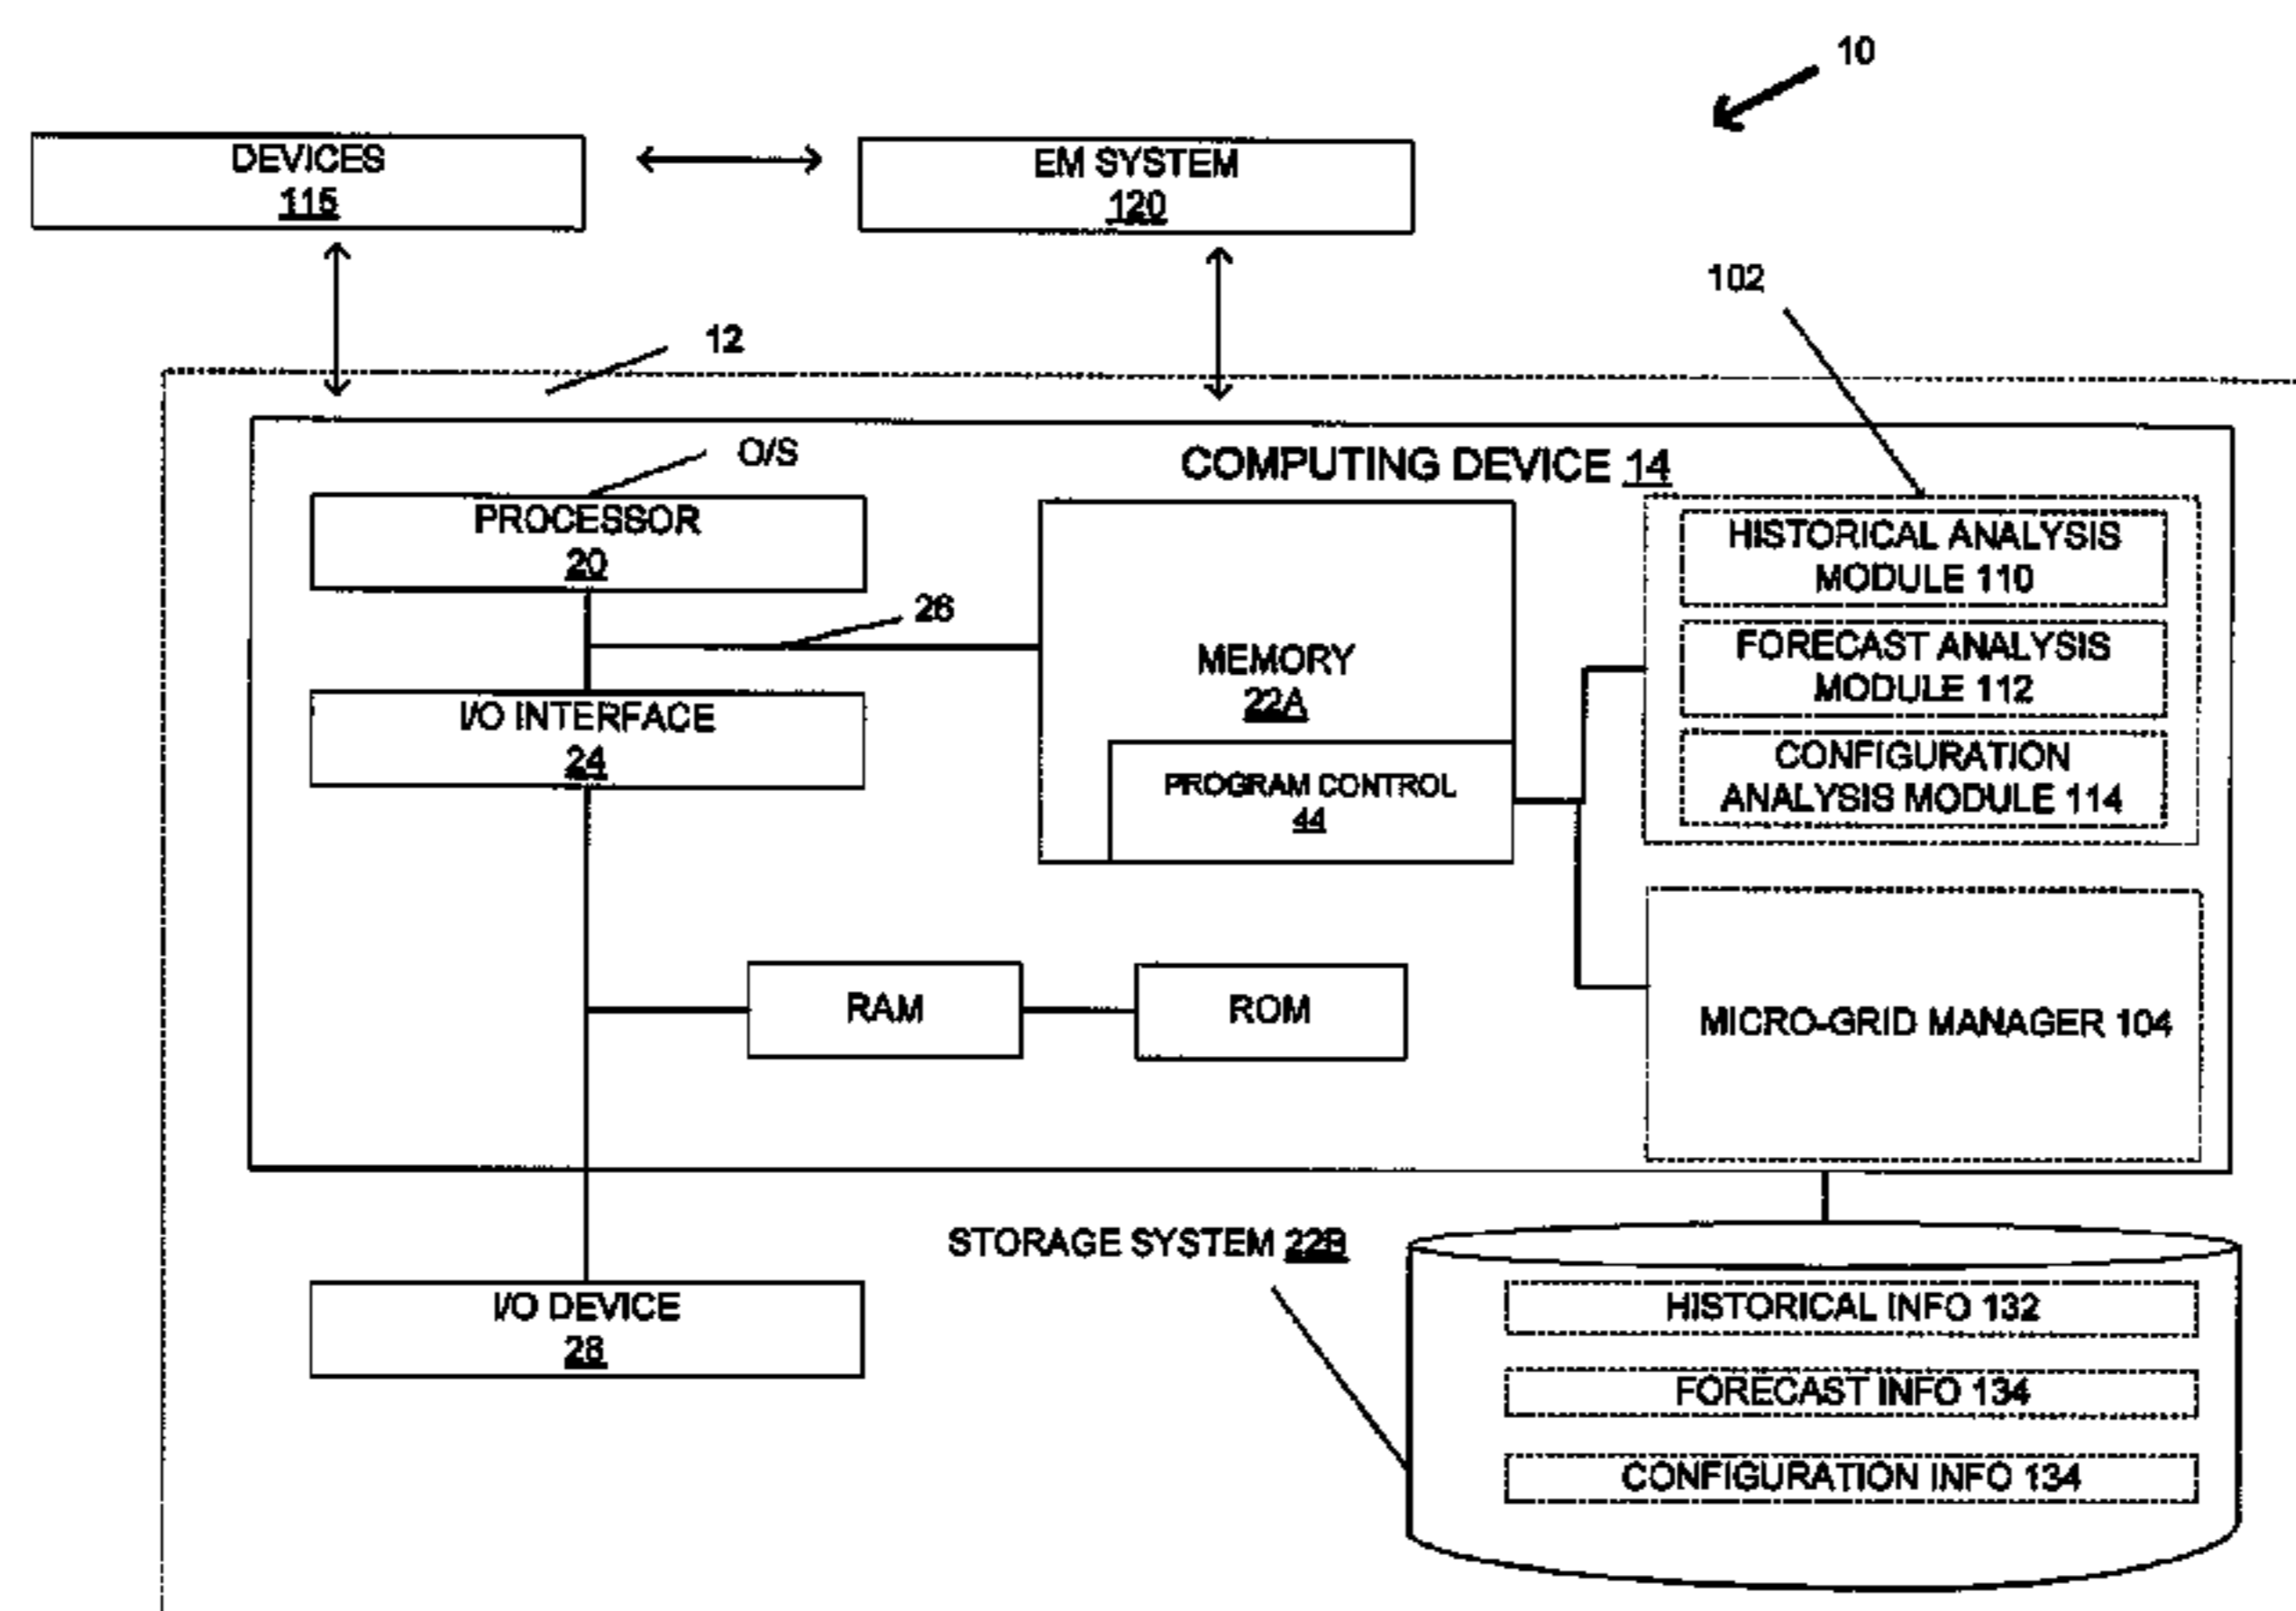 10
DEVICES
115
EM SYSTEM
120
102
12
O/S
COMPUTING DEVICE 14
PROCESSOR
20
HISTORICAL ANALYSIS
MODULE 110
26
FORECAST ANALYSIS
MODULE 112
MEMORY
22A
I/O INTERFACE
24
CONFIGURATION
ANALYSIS MODULE 114
PROGRAM CONTROL
44
RAM
ROM
MICRO-GRID MANAGER 104
STORAGE SYSTEM 22B
I/O DEVICE
28
HISTORICAL INFO 132
FORECAST INFO 134
CONFIGURATION INFO 134